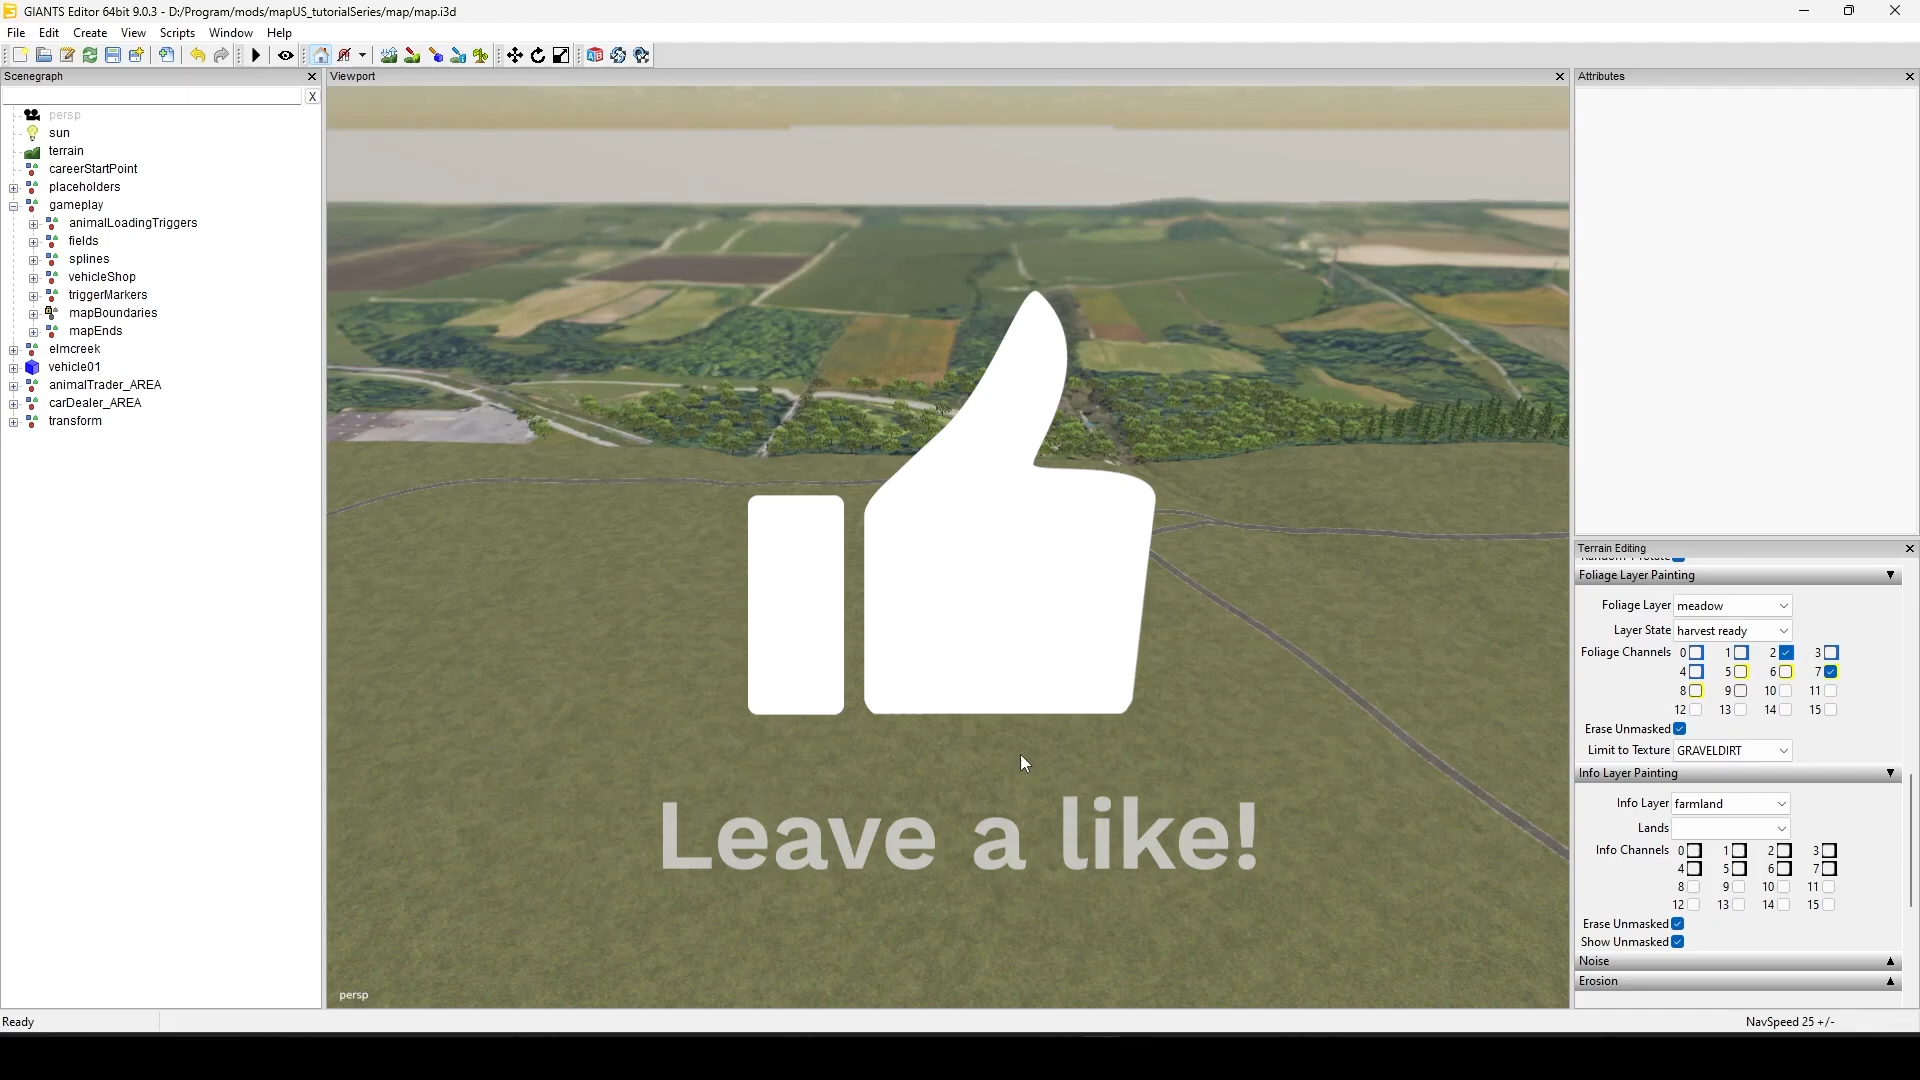 GIANTS Editor 64bit 9.0.3 - D:/Program/mods/mapUS_tutorialSeries/map/map.i3d
File Edit Create View Scripts Window Help
Scenegraph
X
persp
sun
terrain
careerStartPoint
placeholders
gameplay
animalLoadingTriggers
fields
splines
vehicleShop
triggerMarkers
mapBoundaries
mapEnds
elmcreek
vehicle01
animalTrader_AREA
carDealer_AREA
transform
Viewport
Leave a like!
persp
Attributes
Terrain Editing
Foliage Layer Painting
Foliage Layer meadow
Layer State harvest ready
Foliage Channels 0 1 2 3
4 5 6 7
8 9 10 11
12 13 14 15
Erase Unmasked
Limit to Texture GRAVELDIRT
Info Layer Painting
Info Layer farmland
Lands
Info Channels 0 1 2 3
4 5 6 7
8 9 10 11
12 13 14 15
Erase Unmasked
Show Unmasked
Noise
Erosion
Ready
NavSpeed 25 +/-